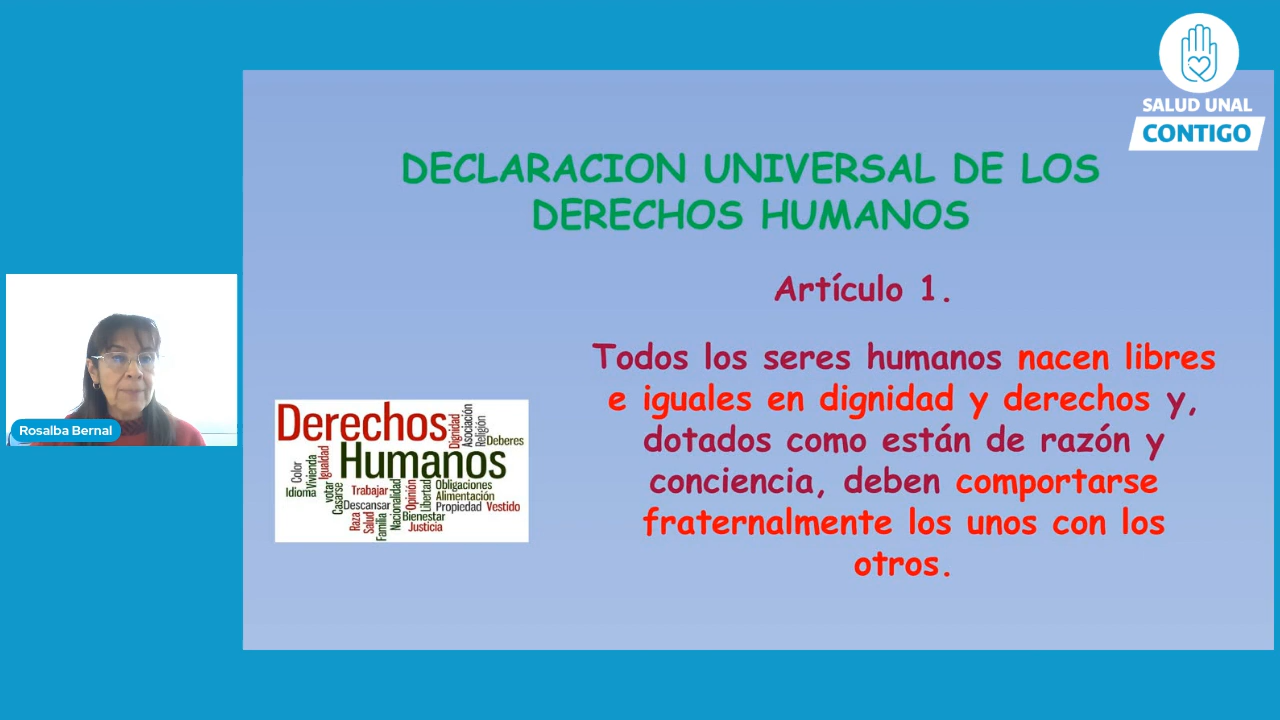 SALUD UNAL
CONTIGO
DECLARACION UNIVERSAL DE LOS
DERECHOS HUMANOS
Artículo 1.
Todos los seres humanos nacen libres
e iguales en dignidad y derechos y,
dotados como están de razón y
conciencia, deben comportarse
fraternalmente los unos con los
otros.
Derechos
Humanos
Dignidad
Asociación
Religión
Deberes
Color
Vivienda
Igualdad
Idioma
votar
Casarse
Trabajar
Descansar
Raza
Salud
Familia
Nacionalidad
Opinión
Libertad
Obligaciones
Alimentación
Propiedad
Vestido
Bienestar
Justicia
Rosalba Bernal